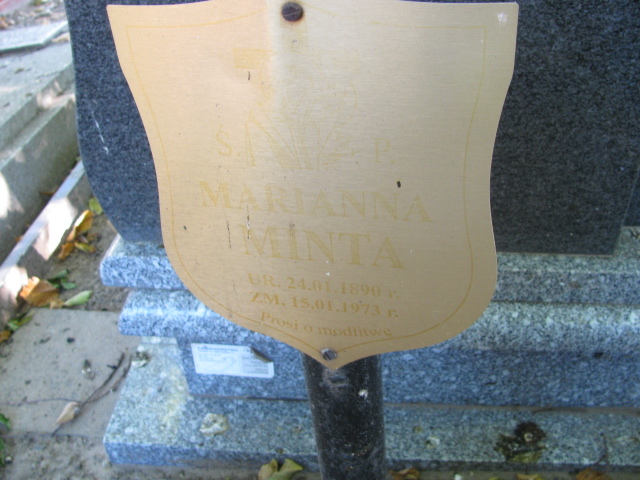 Ś. P.
MARIANNA
MINTA
UR. 24.01.1890 r.
ZM. 15.01.1973 r.
Prosi o modlitwę